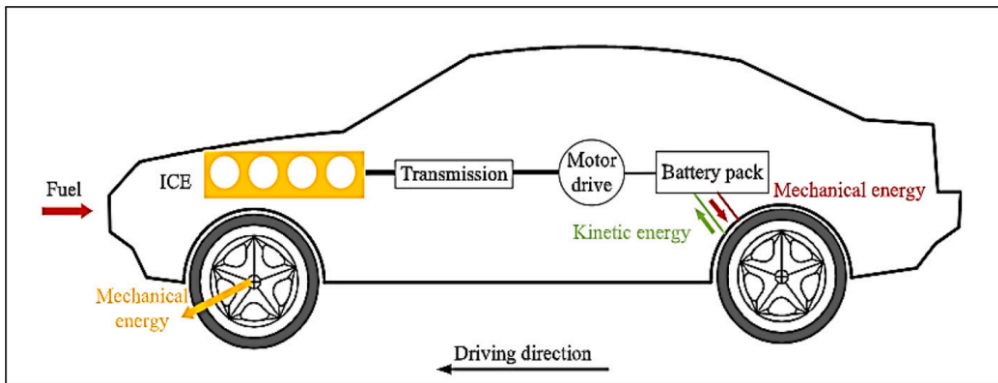 Fuel
ICE
Transmission
Motor
drive
Battery pack
Mechanical energy
Kinetic energy
Mechanical
energy
Driving direction